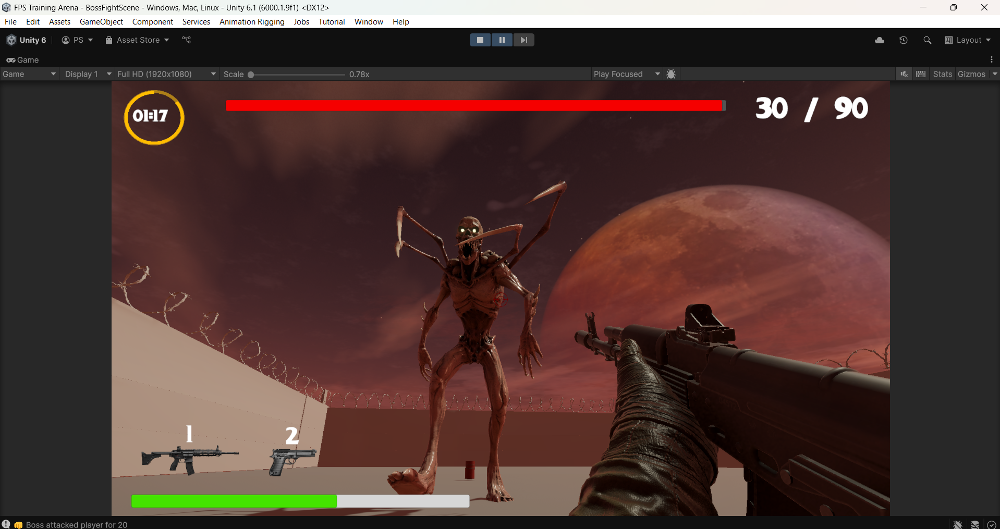 FPS Training Arena - BossFightScene - Windows, Mac, Linux - Unity 6.1 (6000.1.9f1) <DX12>
File Edit Assets GameObject Component Services Animation Rigging Jobs Tutorial Window Help
Unity 6 PS Asset Store Layout
Game
Game Display 1 Full HD (1920x1080) Scale 0.78x Play Focused Stats Gizmos
01:17 30 / 90
1 2
Boss attacked player for 20